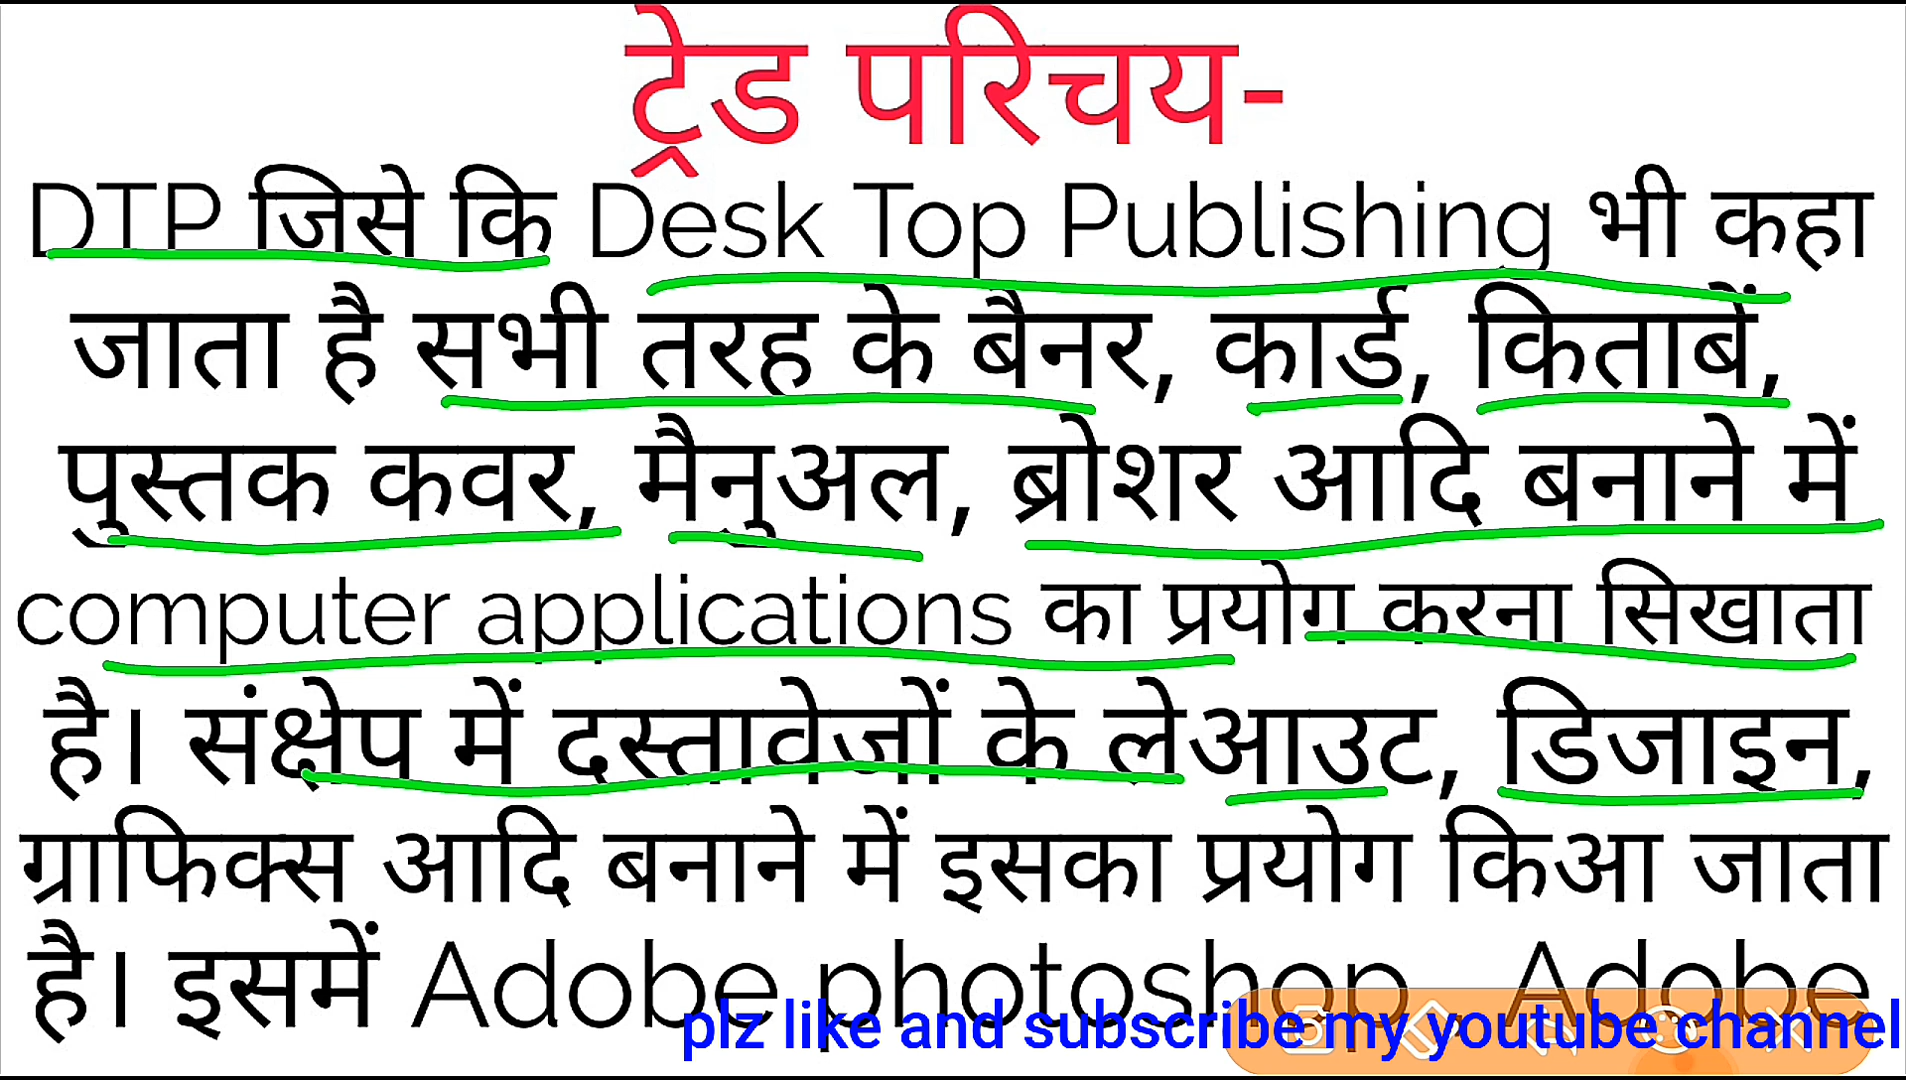 ट्रेड परिचय-
DTP जिसे कि Desk Top Publishing भी कहा
जाता है सभी तरह के बैनर, कार्ड, किताबें,
पुस्तक कवर, मैनुअल, ब्रोशर आदि बनाने में
computer applications का प्रयोग करना सिखाता
है। संक्षेप में दस्तावेजों के लेआउट, डिजाइन,
ग्राफिक्स आदि बनाने में इसका प्रयोग किआ जाता
है। इसमें Adobe photoshop, Adobe
plz like and subscribe my youtube channel